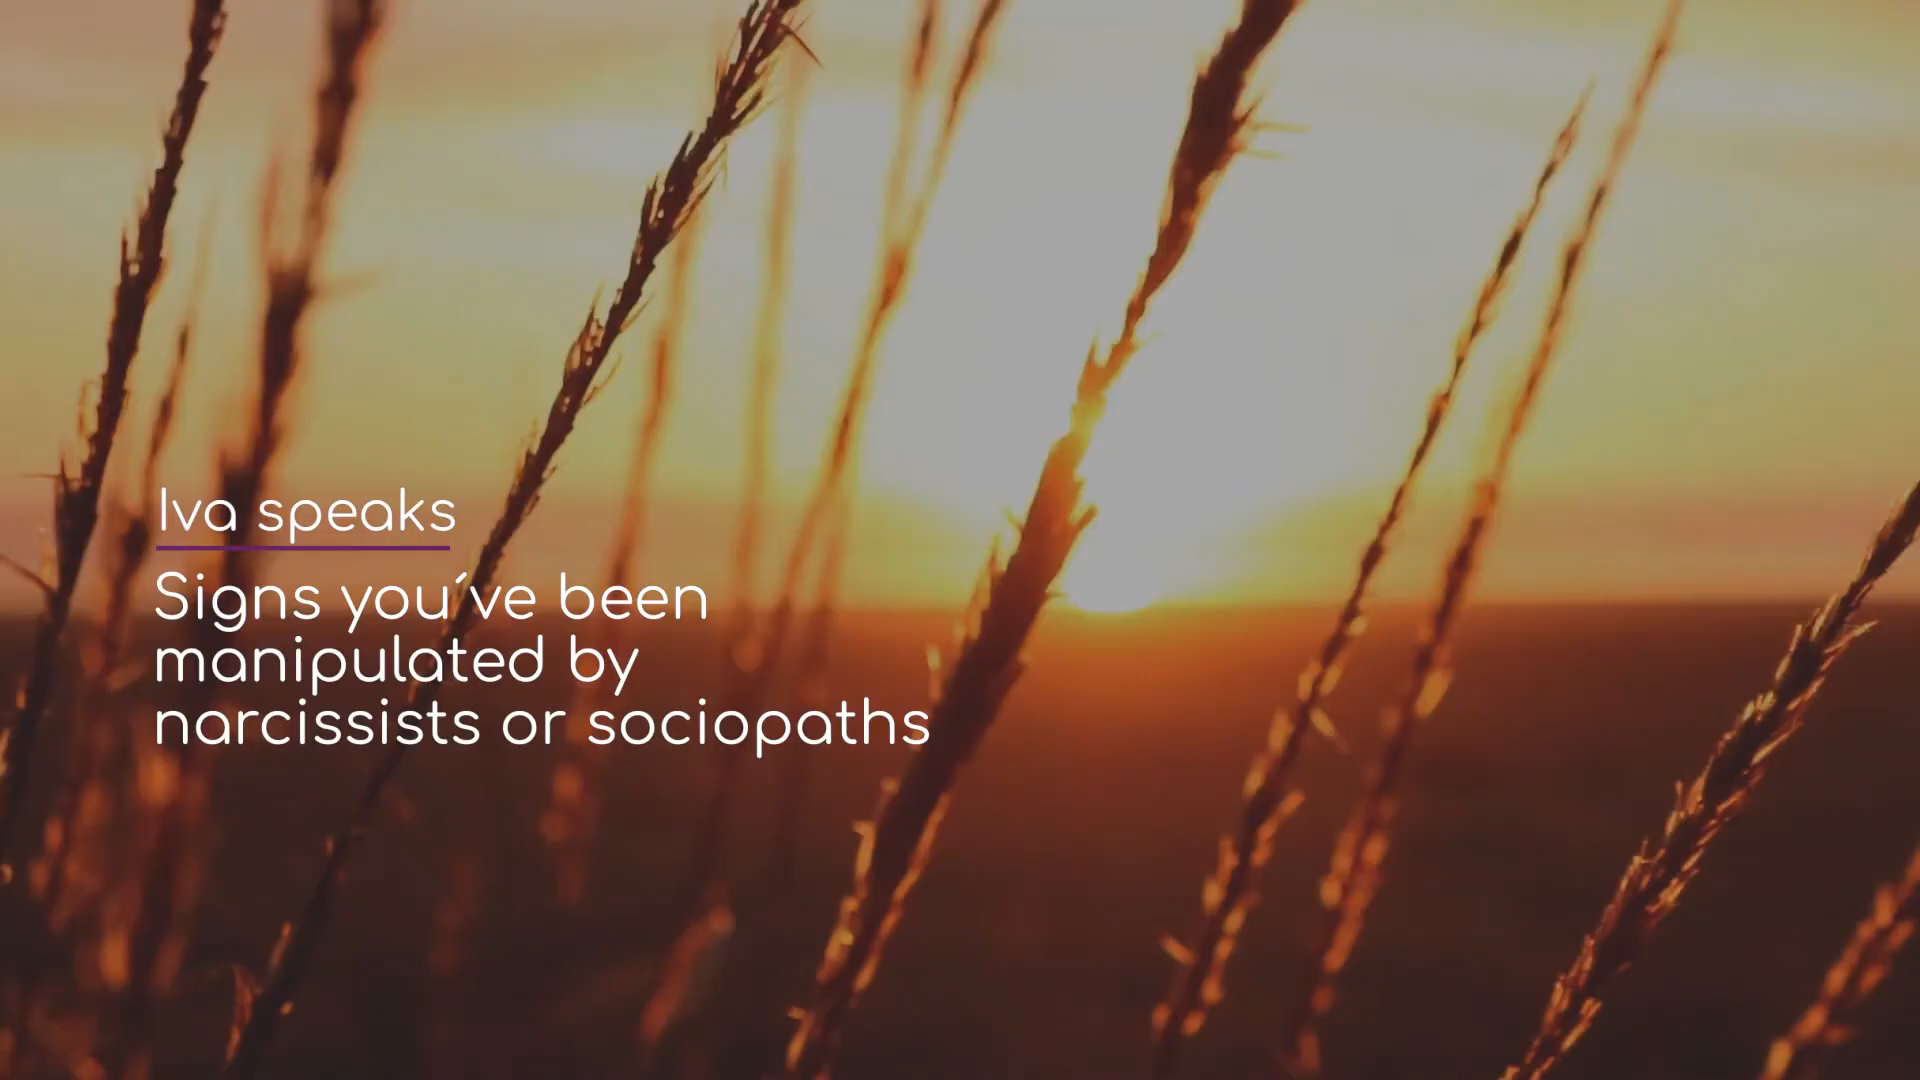 Iva speaks
Signs you´ve been
manipulated by
narcissists or sociopaths